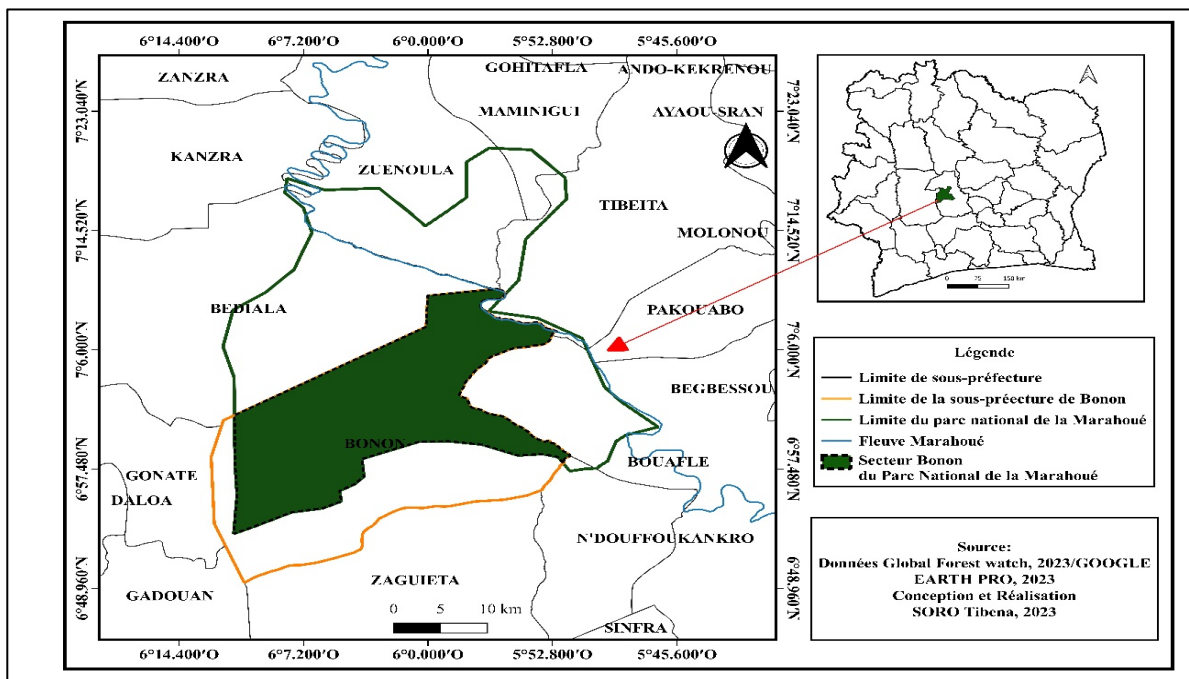 6°14.400′O 6°7.200′O 6°0.000′O 5°52.800′O 5°45.600′O
ZANZRA
GOHITAFLA
ANDO-KEKRENOU
MAMINIGUI
AYAOU-SRAN
7°23.040′N
7°23.040′N
KANZRA
ZUENOULA
TIBEITA
MOLONOU
7°14.520′N
7°14.520′N
BEDIALA
PAKOUABO
7°6.000′N
7°6.000′N
BEGBESSOU
BONON
BOUAFLE
GONATE
DALOA
6°57.480′N
6°57.480′N
N'DOUFFOUKANKRO
ZAGUIETA
GADOUAN
6°48.960′N
6°48.960′N
0 5 10 km
SINFRA
6°14.400′O 6°7.200′O 6°0.000′O 5°52.800′O 5°45.600′O
0 75 150 km
Légende
Limite de sous-préfecture
Limite de la sous-préecture de Bonon
Limite du parc national de la Marahoué
Fleuve Marahoué
Secteur Bonon
du Parc National de la Marahoué
Source:
Données Global Forest watch, 2023/GOOGLE
EARTH PRO, 2023
Conception et Réalisation
SORO Tibena, 2023